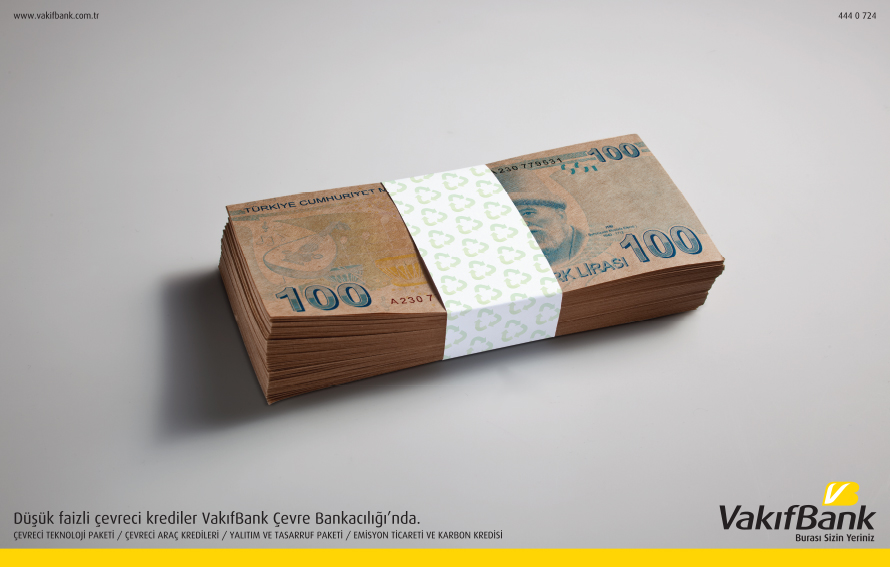 www.vakifbank.com.tr
444 0 724
TÜRKİYE CUMHURİYET M
100
A230 7
A230 779531
100
100
RK LİRASI
Düşük faizli çevreci krediler VakıfBank Çevre Bankacılığı'nda.
ÇEVRECİ TEKNOLOJİ PAKETİ / ÇEVRECİ ARAÇ KREDİLERİ / YALITIM VE TASARRUF PAKETİ / EMİSYON TİCARETİ VE KARBON KREDİSİ
VakıfBank
Burası Sizin Yeriniz